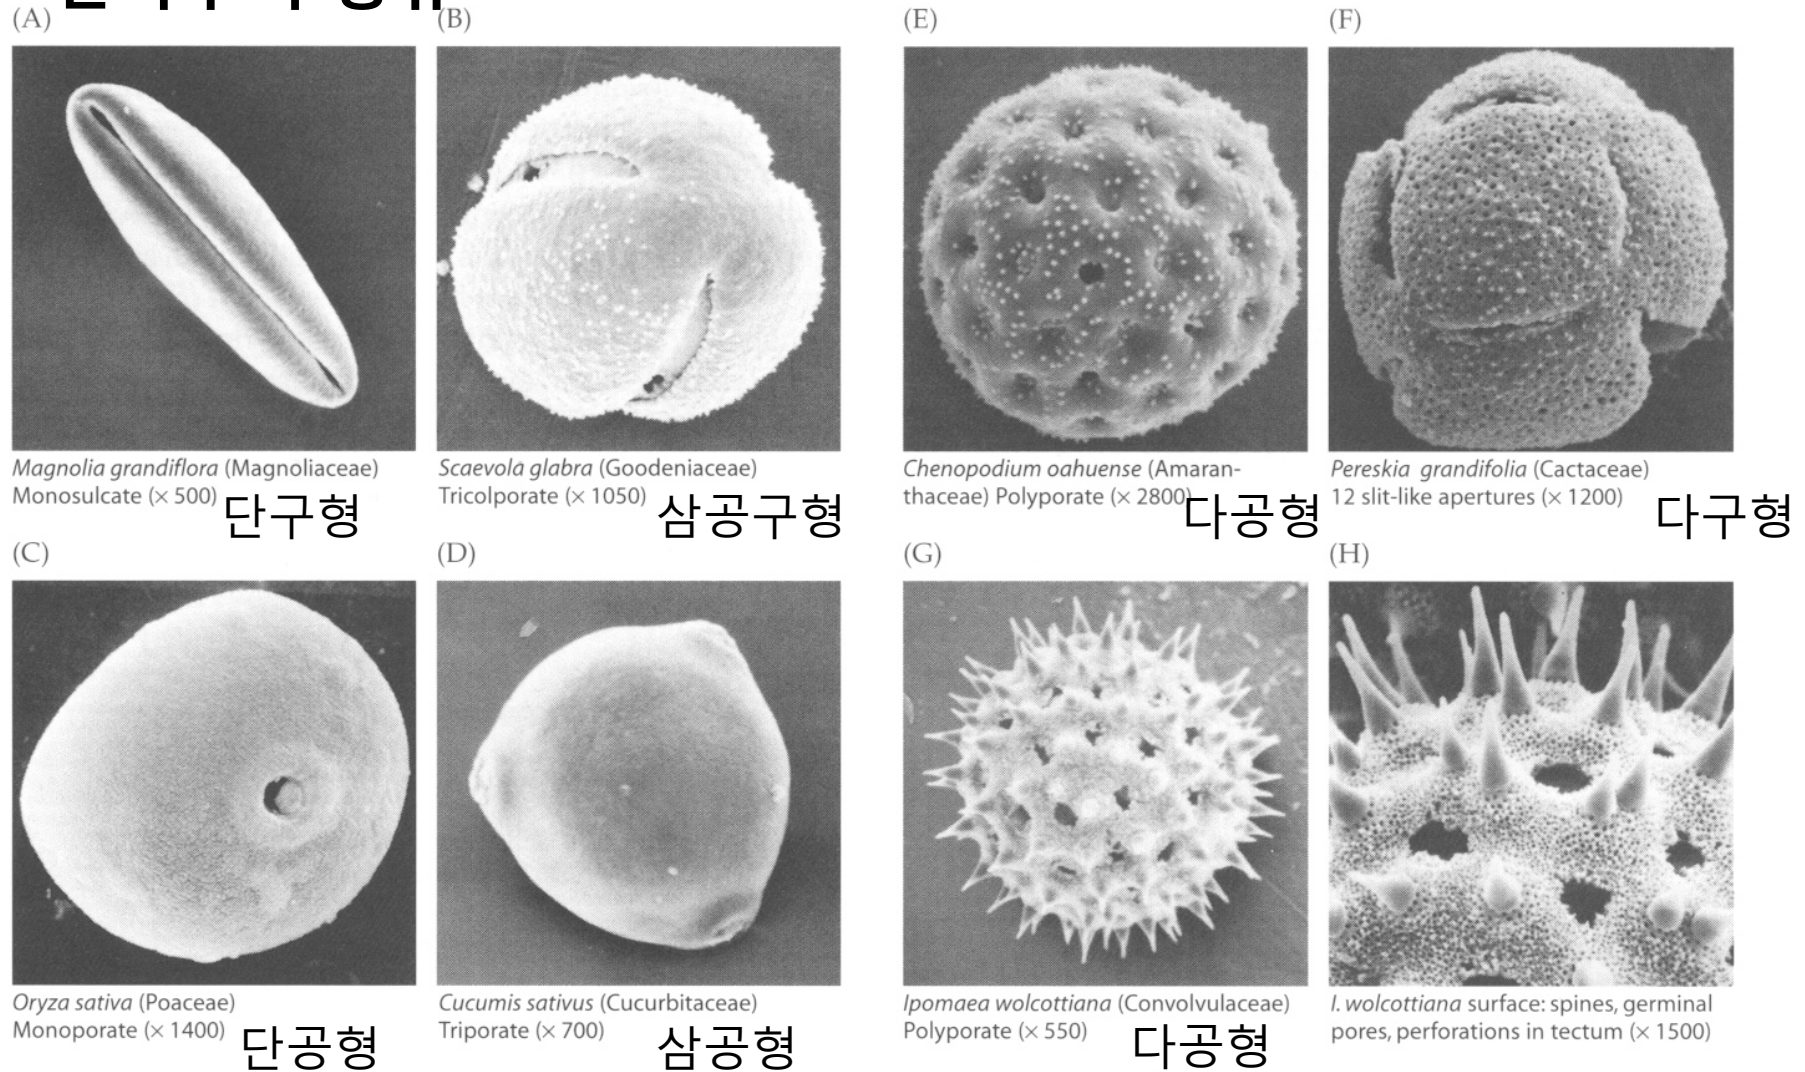 (A)
(B)
(E)
(F)
Magnolia grandiflora (Magnoliaceae)
Monosulcate (× 500)
단구형
Scaevola glabra (Goodeniaceae)
Tricolporate (× 1050)
삼공구형
Chenopodium oahuense (Amaran-
thaceae) Polyporate (× 2800)
다공형
Pereskia grandifolia (Cactaceae)
12 slit-like apertures (× 1200)
다구형
(C)
(D)
(G)
(H)
Oryza sativa (Poaceae)
Monoporate (× 1400)
단공형
Cucumis sativus (Cucurbitaceae)
Triporate (× 700)
삼공형
Ipomaea wolcottiana (Convolvulaceae)
Polyporate (× 550)
다공형
I. wolcottiana surface: spines, germinal
pores, perforations in tectum (× 1500)